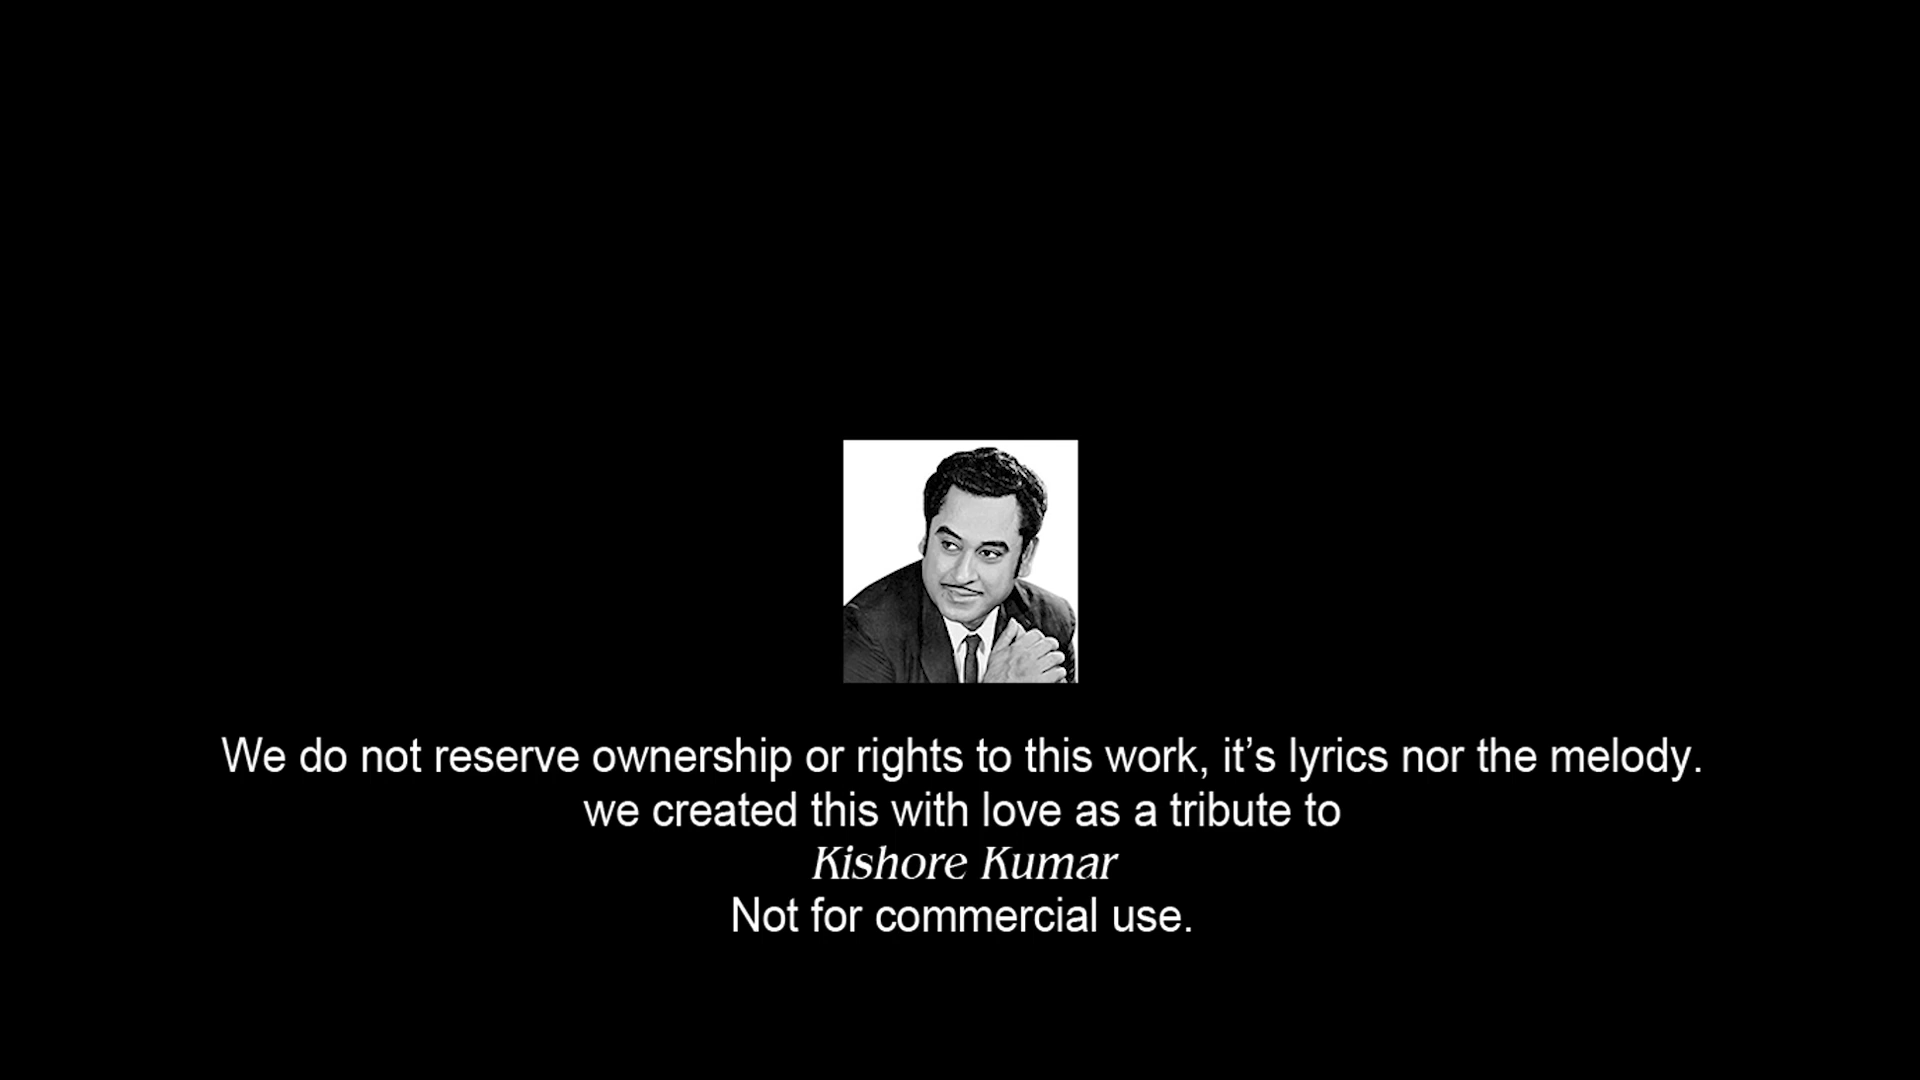 We do not reserve ownership or rights to this work, it’s lyrics nor the melody.
we created this with love as a tribute to
Kishore Kumar
Not for commercial use.